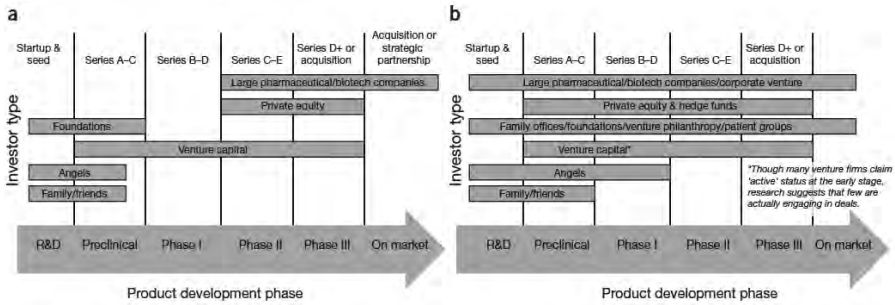 a
Startup &
seed
Series A–C
Series B–D
Series C–E
Series D+ or
acquisition
Acquisition or
strategic
partnership
Investor type
Large pharmaceutical/biotech companies
Private equity
Foundations
Venture capital
Angels
Family/friends
R&D
Preclinical
Phase I
Phase II
Phase III
On market
Product development phase
b
Startup &
seed
Series A–C
Series B–D
Series C–E
Series D+ or
acquisition
Investor type
Large pharmaceutical/biotech companies/corporate venture
Private equity & hedge funds
Family offices/foundations/venture philanthropy/patient groups
Venture capital*
Angels
Family/friends
*Though many venture firms claim
'active' status at the early stage,
research suggests that few are
actually engaging in deals.
R&D
Preclinical
Phase I
Phase II
Phase III
On market
Product development phase